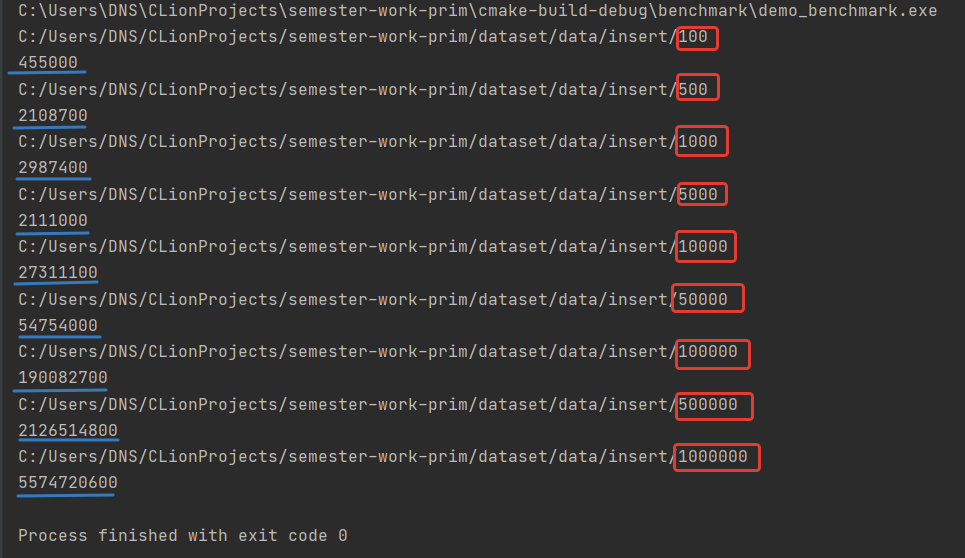 C:\Users\DNS\CLionProjects\semester-work-prim\cmake-build-debug\benchmark\demo_benchmark.exe
C:/Users/DNS/CLionProjects/semester-work-prim/dataset/data/insert/100
455000
C:/Users/DNS/CLionProjects/semester-work-prim/dataset/data/insert/500
2108700
C:/Users/DNS/CLionProjects/semester-work-prim/dataset/data/insert/1000
2987400
C:/Users/DNS/CLionProjects/semester-work-prim/dataset/data/insert/5000
2111000
C:/Users/DNS/CLionProjects/semester-work-prim/dataset/data/insert/10000
27311100
C:/Users/DNS/CLionProjects/semester-work-prim/dataset/data/insert/50000
54754000
C:/Users/DNS/CLionProjects/semester-work-prim/dataset/data/insert/100000
190082700
C:/Users/DNS/CLionProjects/semester-work-prim/dataset/data/insert/500000
2126514800
C:/Users/DNS/CLionProjects/semester-work-prim/dataset/data/insert/1000000
5574720600
Process finished with exit code 0